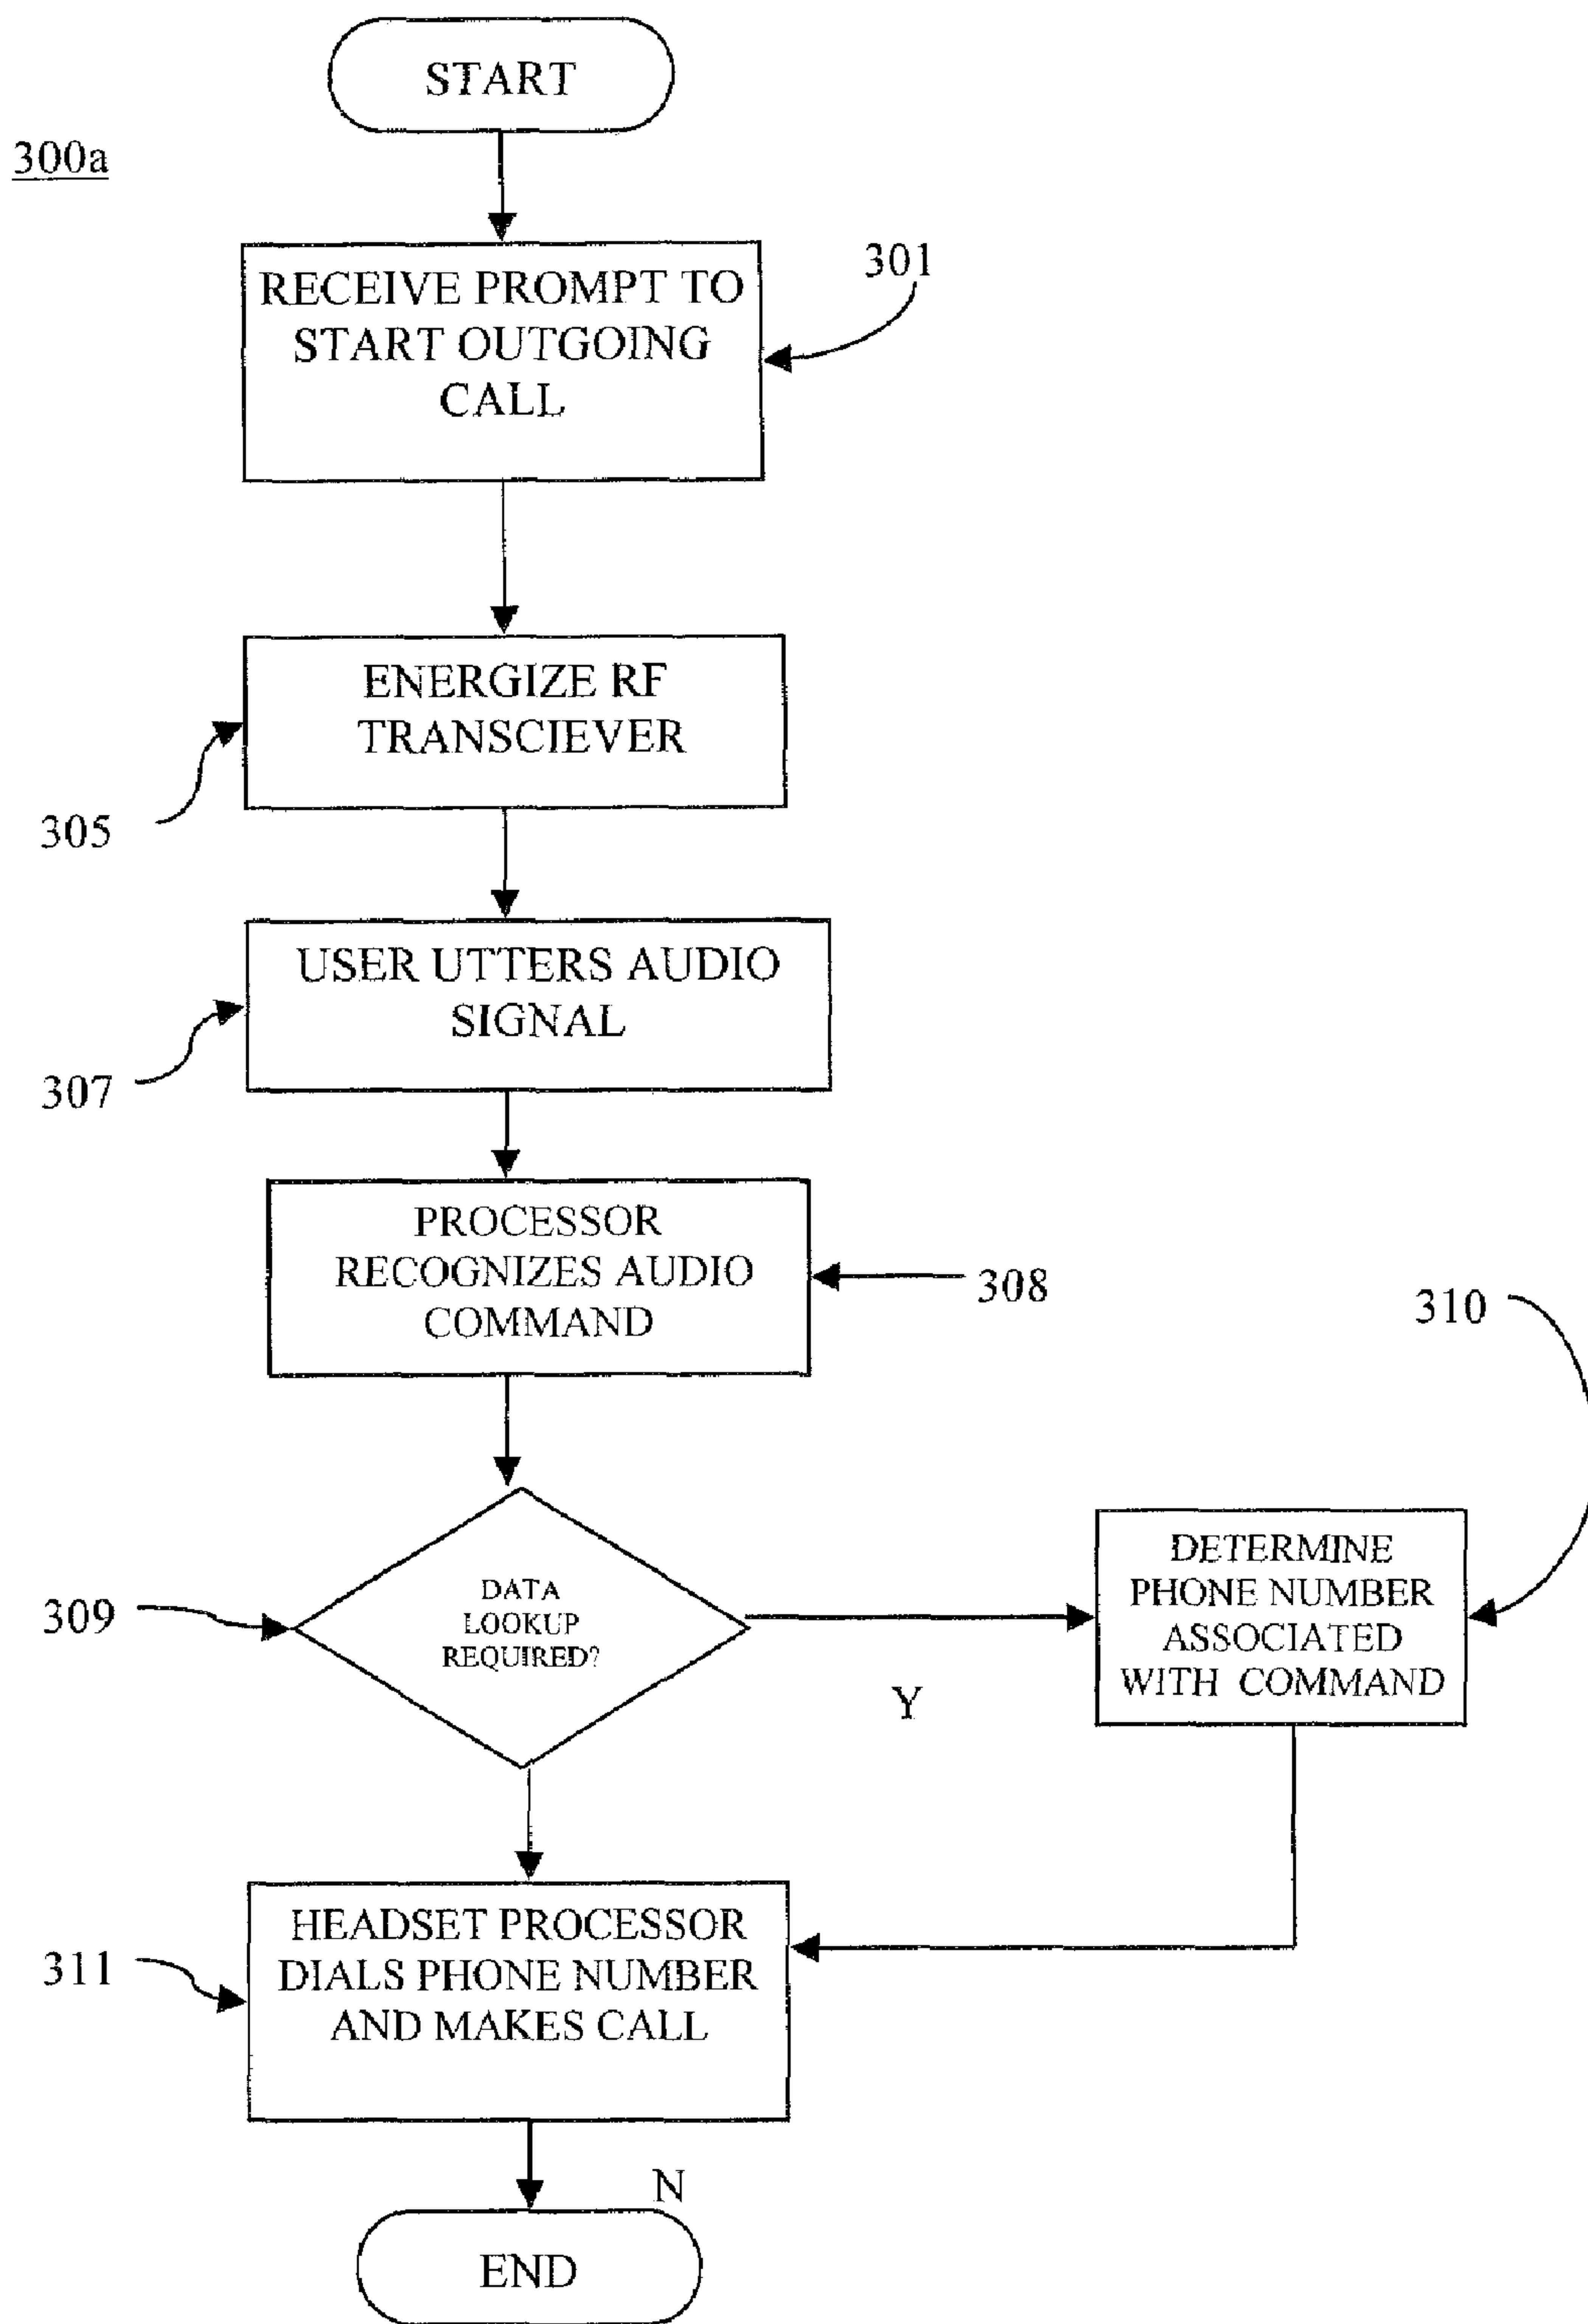 START
300a
RECEIVE PROMPT TO
START OUTGOING
CALL
301
ENERGIZE RF
TRANSCIEVER
305
USER UTTERS AUDIO
SIGNAL
307
PROCESSOR
RECOGNIZES AUDIO
COMMAND
308
310
DATA
LOOKUP
REQUIRED?
309
Y
DETERMINE
PHONE NUMBER
ASSOCIATED
WITH COMMAND
HEADSET PROCESSOR
DIALS PHONE NUMBER
AND MAKES CALL
311
N
END